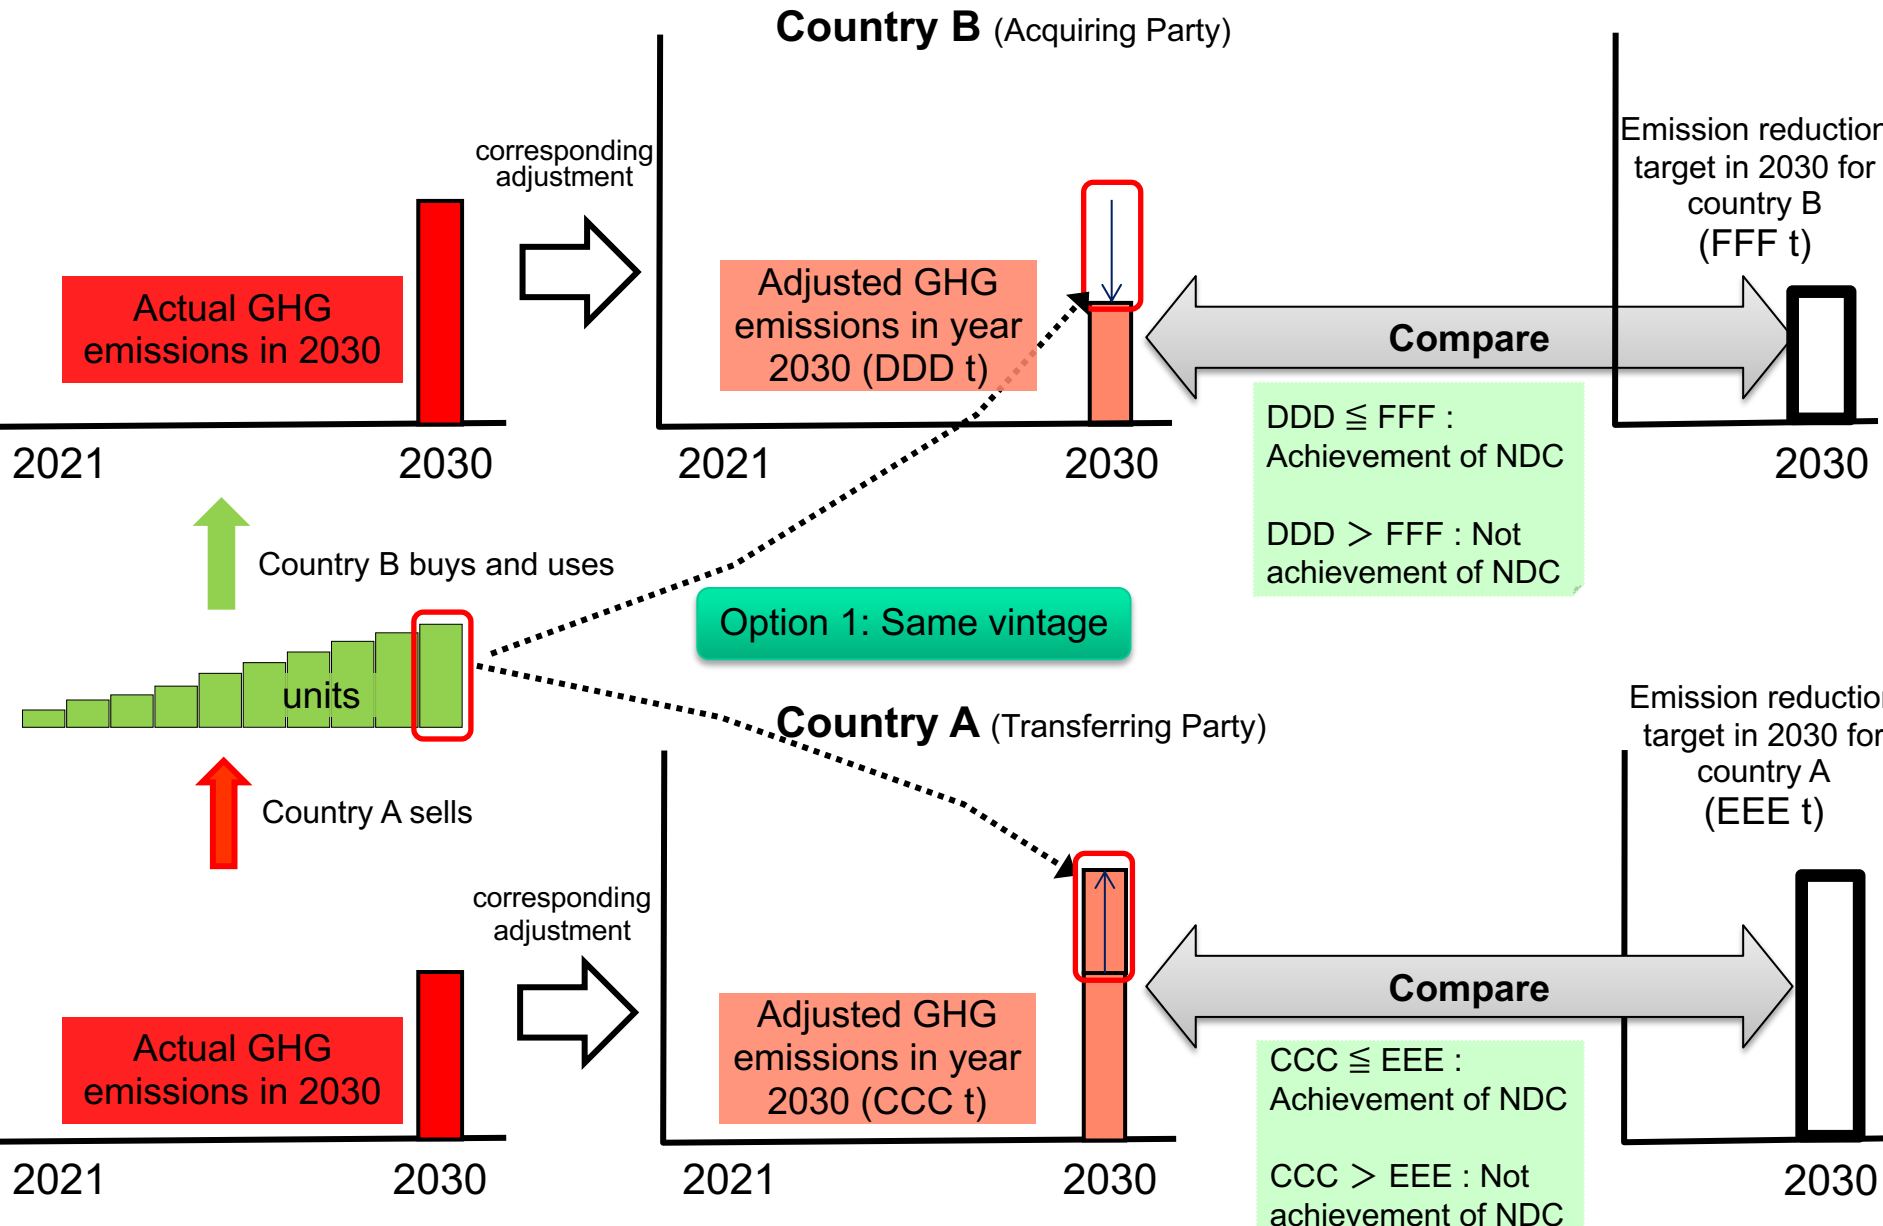 Country B (Acquiring Party)
corresponding
adjustment
Actual GHG
emissions in 2030
2021
2030
Adjusted GHG
emissions in year
2030 (DDD t)
2021
2030
Compare
DDD ≦ FFF :
Achievement of NDC
DDD ＞ FFF : Not
achievement of NDC
Emission reduction
target in 2030 for
country B
(FFF t)
2030
Country B buys and uses
units
Country A sells
Option 1: Same vintage
Country A (Transferring Party)
corresponding
adjustment
Actual GHG
emissions in 2030
2021
2030
Adjusted GHG
emissions in year
2030 (CCC t)
2021
2030
Compare
CCC ≦ EEE :
Achievement of NDC
CCC ＞ EEE : Not
achievement of NDC
Emission reduction
target in 2030 for
country A
(EEE t)
2030